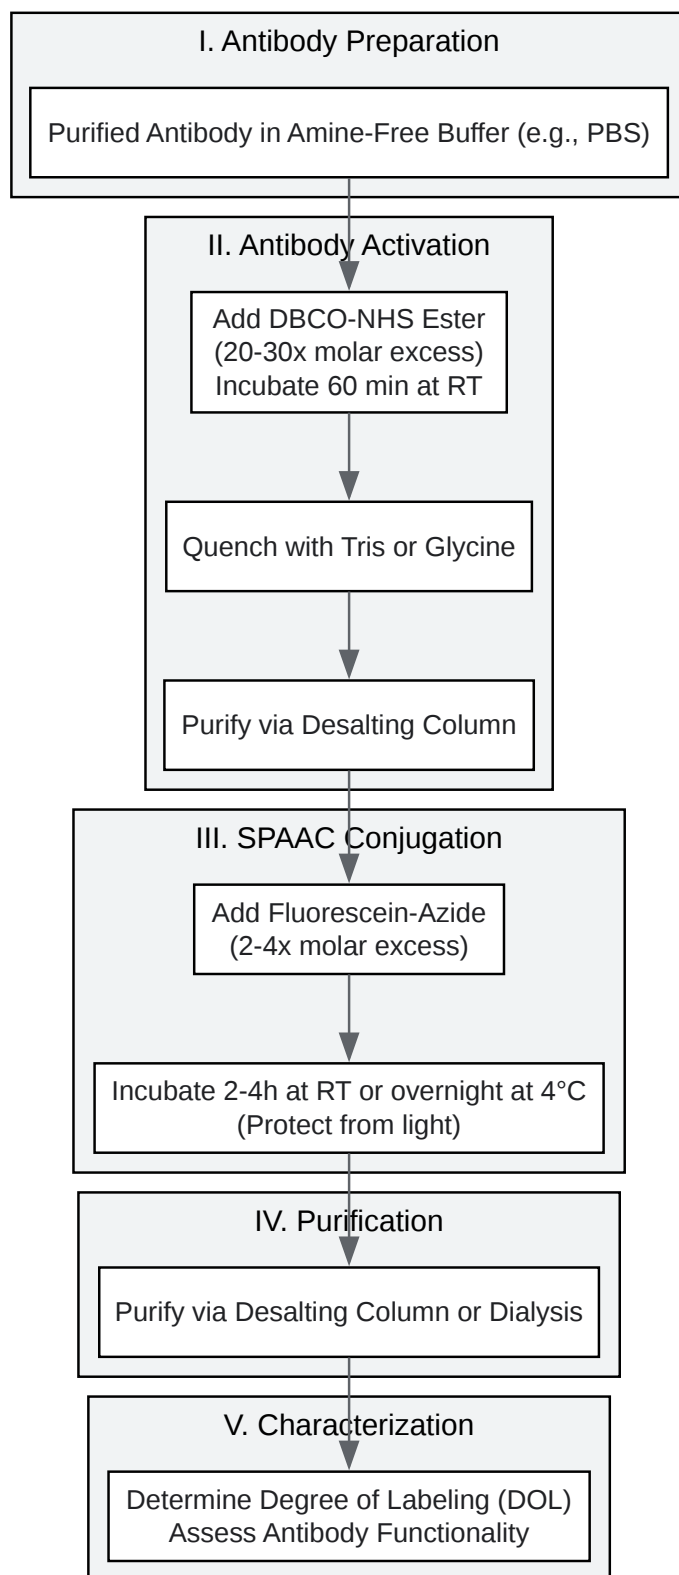 I. Antibody Preparation
Purified Antibody in Amine-Free Buffer (e.g., PBS)
II. Antibody Activation
Add DBCO-NHS Ester
(20-30x molar excess)
Incubate 60 min at RT
Quench with Tris or Glycine
Purify via Desalting Column
III. SPAAC Conjugation
Add Fluorescein-Azide
(2-4x molar excess)
Incubate 2-4h at RT or overnight at 4°C
(Protect from light)
IV. Purification
Purify via Desalting Column or Dialysis
V. Characterization
Determine Degree of Labeling (DOL)
Assess Antibody Functionality